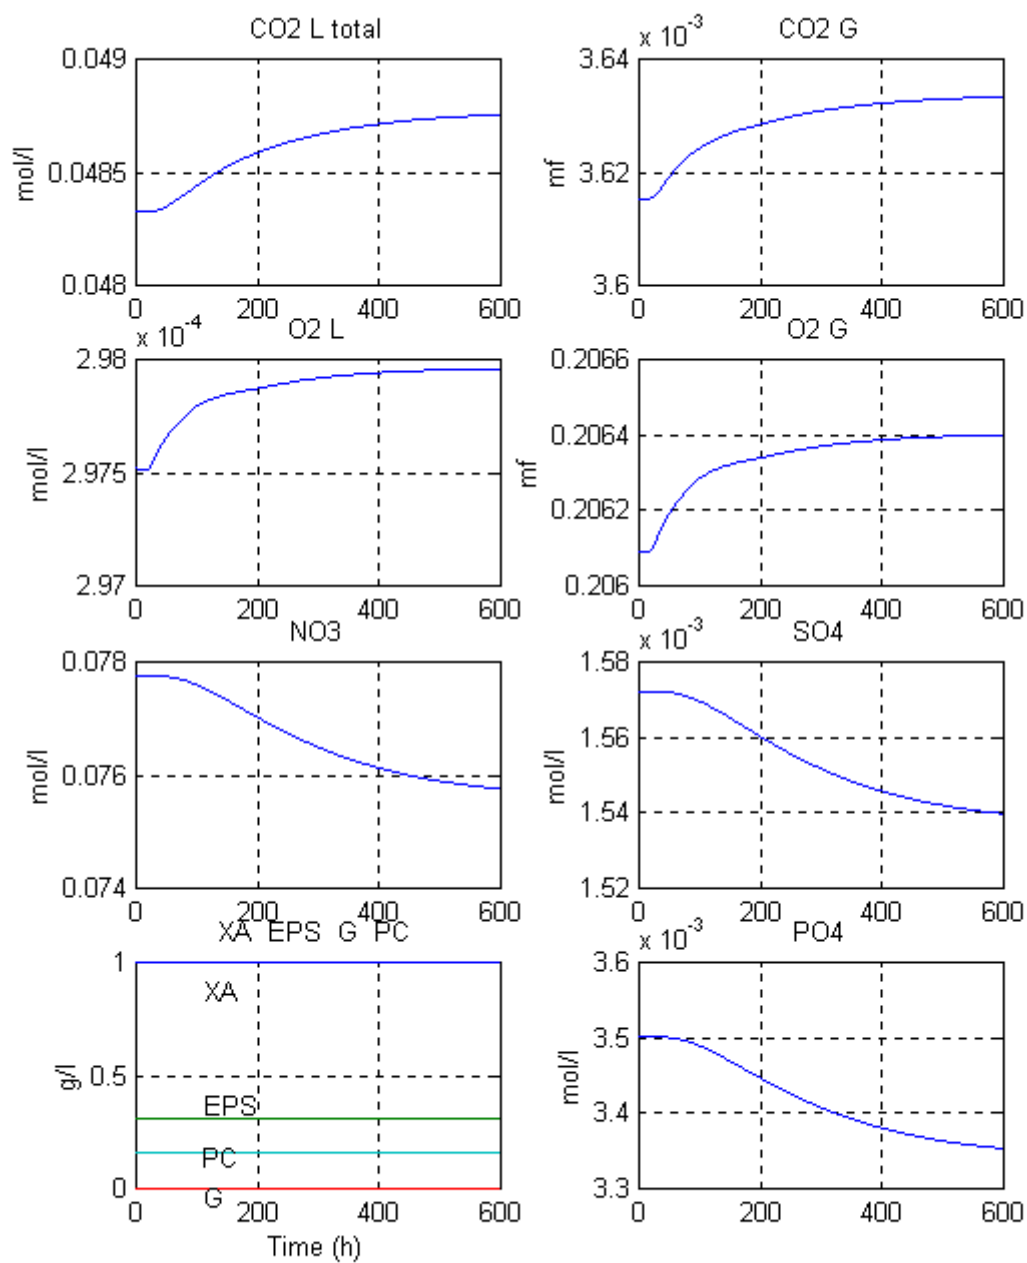 CO2 L total
CO2 G
x 10-3
0.049
0.0485
0.048
mol/l
0 200 400 600
3.64
3.62
3.6
mf
0 200 400 600
x 10-4
O2 L
O2 G
2.98
2.975
2.97
mol/l
0 200 400 600
0.2066
0.2064
0.2062
0.206
mf
0 200 400 600
NO3
x 10-3
SO4
0.078
0.076
0.074
mol/l
0 200 400 600
1.58
1.56
1.54
1.52
mol/l
0 200 400 600
XA EPS G PC
x 10-3
PO4
1
0.5
0
g/l
XA
EPS
PC
G
0 200 400 600
Time (h)
3.6
3.5
3.4
3.3
mol/l
0 200 400 600